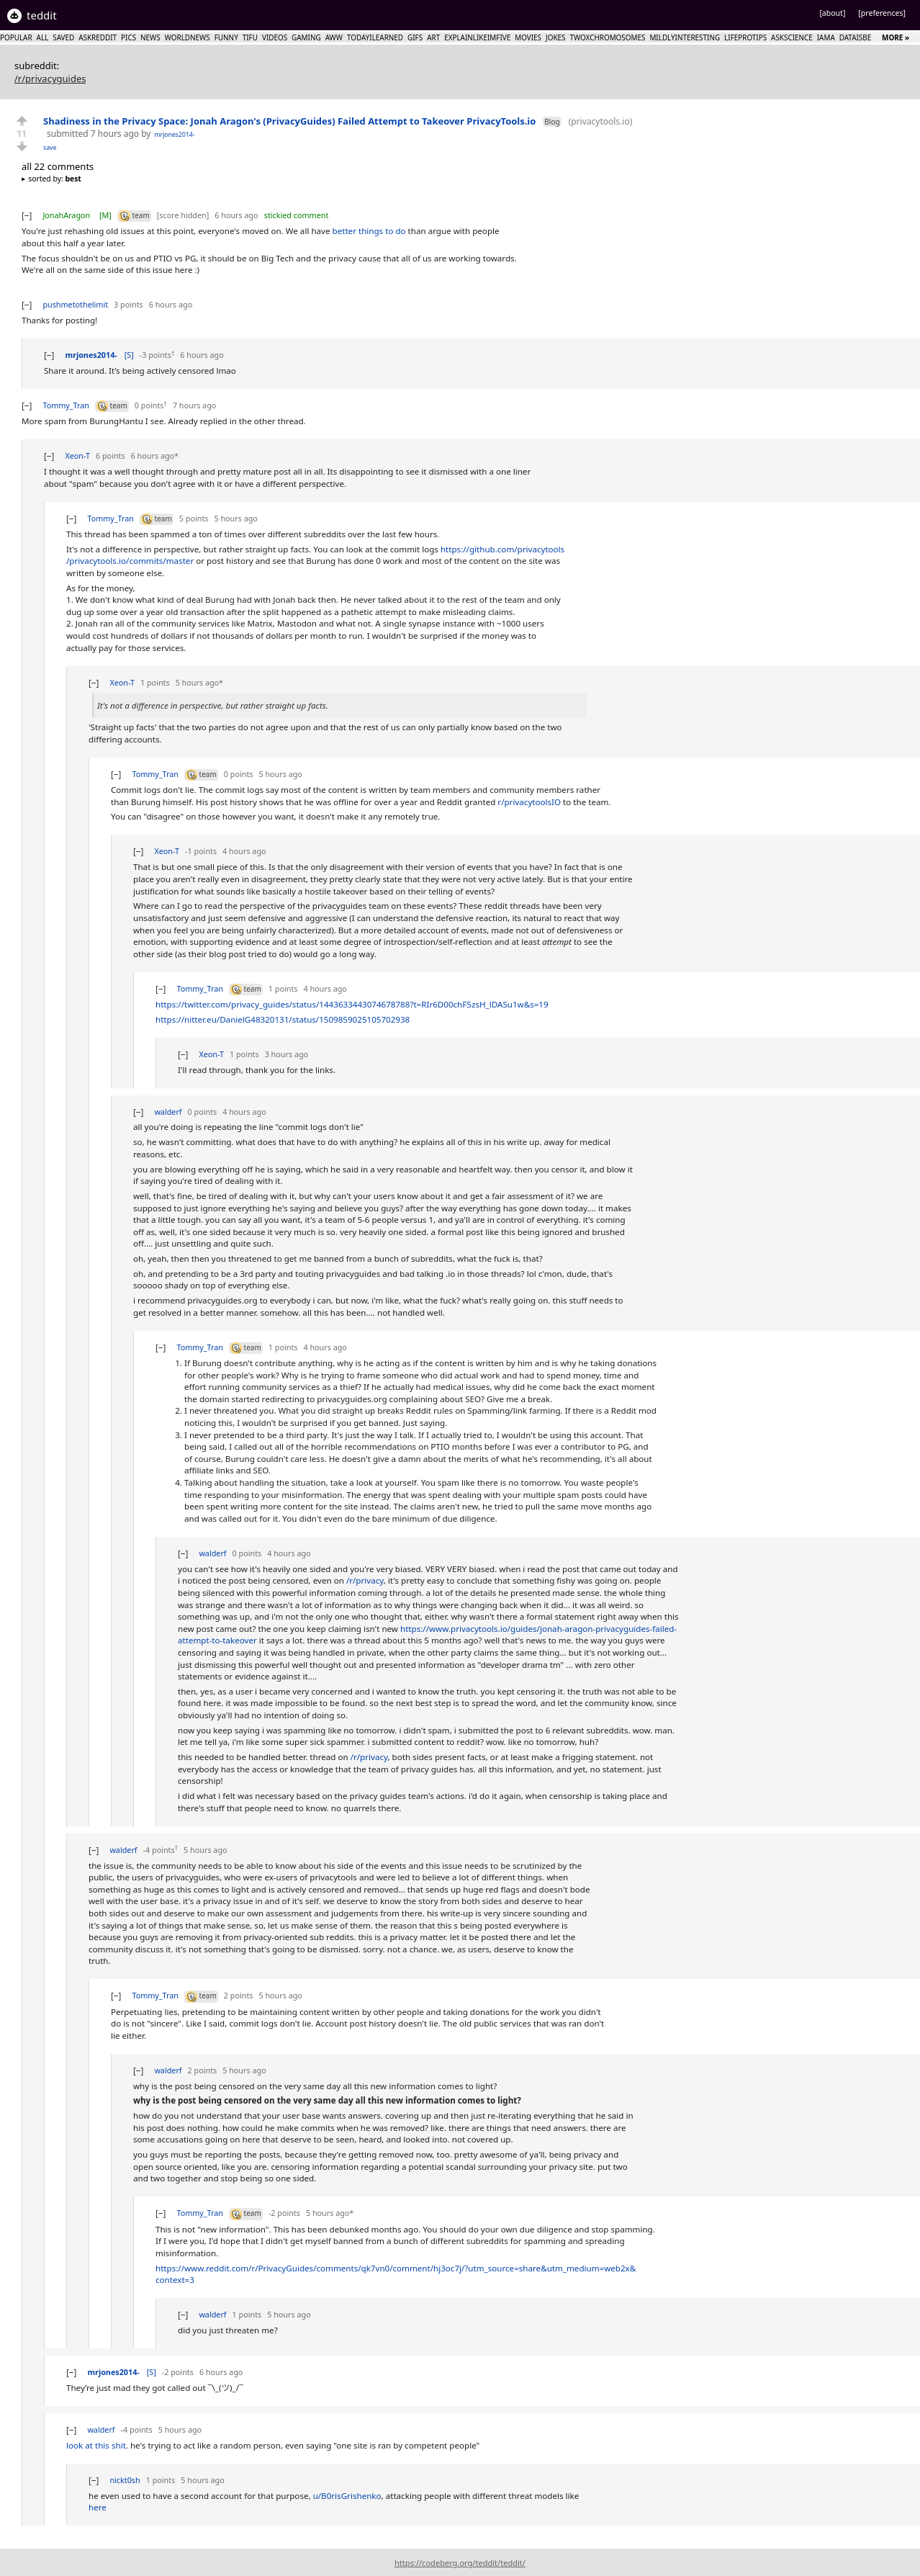 teddit
[about] [preferences]
POPULAR ALL SAVED ASKREDDIT PICS NEWS WORLDNEWS FUNNY TIFU VIDEOS GAMING AWW TODAYILEARNED GIFS ART EXPLAINLIKEIMFIVE MOVIES JOKES TWOXCHROMOSOMES MILDLYINTERESTING LIFEPROTIPS ASKSCIENCE IAMA DATAISBE MORE »
subreddit:
/r/privacyguides
Shadiness in the Privacy Space: Jonah Aragon's (PrivacyGuides) Failed Attempt to Takeover PrivacyTools.io Blog (privacytools.io)
11
submitted 7 hours ago by mrjones2014-
save
all 22 comments
▸ sorted by: best
[–] JonahAragon [M] team [score hidden] 6 hours ago stickied comment
You're just rehashing old issues at this point, everyone's moved on. We all have better things to do than argue with people
about this half a year later.
The focus shouldn't be on us and PTIO vs PG, it should be on Big Tech and the privacy cause that all of us are working towards.
We're all on the same side of this issue here :)
[–] pushmetothelimit 3 points 6 hours ago
Thanks for posting!
[–] mrjones2014- [S] -3 points† 6 hours ago
Share it around. It's being actively censored lmao
[–] Tommy_Tran team 0 points† 7 hours ago
More spam from BurungHantu I see. Already replied in the other thread.
[–] Xeon-T 6 points 6 hours ago*
I thought it was a well thought through and pretty mature post all in all. Its disappointing to see it dismissed with a one liner
about "spam" because you don't agree with it or have a different perspective.
[–] Tommy_Tran team 5 points 5 hours ago
This thread has been spammed a ton of times over different subreddits over the last few hours.
It's not a difference in perspective, but rather straight up facts. You can look at the commit logs https://github.com/privacytools
/privacytools.io/commits/master or post history and see that Burung has done 0 work and most of the content on the site was
written by someone else.
As for the money,
1. We don't know what kind of deal Burung had with Jonah back then. He never talked about it to the rest of the team and only
dug up some over a year old transaction after the split happened as a pathetic attempt to make misleading claims.
2. Jonah ran all of the community services like Matrix, Mastodon and what not. A single synapse instance with ~1000 users
would cost hundreds of dollars if not thousands of dollars per month to run. I wouldn't be surprised if the money was to
actually pay for those services.
[–] Xeon-T 1 points 5 hours ago*
It's not a difference in perspective, but rather straight up facts.
'Straight up facts' that the two parties do not agree upon and that the rest of us can only partially know based on the two
differing accounts.
[–] Tommy_Tran team 0 points 5 hours ago
Commit logs don't lie. The commit logs say most of the content is written by team members and community members rather
than Burung himself. His post history shows that he was offline for over a year and Reddit granted r/privacytoolsIO to the team.
You can "disagree" on those however you want, it doesn't make it any remotely true.
[–] Xeon-T -1 points 4 hours ago
That is but one small piece of this. Is that the only disagreement with their version of events that you have? In fact that is one
place you aren't really even in disagreement, they pretty clearly state that they were not very active lately. But is that your entire
justification for what sounds like basically a hostile takeover based on their telling of events?
Where can I go to read the perspective of the privacyguides team on these events? These reddit threads have been very
unsatisfactory and just seem defensive and aggressive (I can understand the defensive reaction, its natural to react that way
when you feel you are being unfairly characterized). But a more detailed account of events, made not out of defensiveness or
emotion, with supporting evidence and at least some degree of introspection/self-reflection and at least attempt to see the
other side (as their blog post tried to do) would go a long way.
[–] Tommy_Tran team 1 points 4 hours ago
https://twitter.com/privacy_guides/status/1443633443074678788?t=RIr6D00chF5zsH_lDASu1w&s=19
https://nitter.eu/DanielG48320131/status/1509859025105702938
[–] Xeon-T 1 points 3 hours ago
I'll read through, thank you for the links.
[–] walderf 0 points 4 hours ago
all you're doing is repeating the line "commit logs don't lie"
so, he wasn't committing. what does that have to do with anything? he explains all of this in his write up. away for medical
reasons, etc.
you are blowing everything off he is saying, which he said in a very reasonable and heartfelt way. then you censor it, and blow it
if saying you're tired of dealing with it.
well, that's fine, be tired of dealing with it, but why can't your users know about it and get a fair assessment of it? we are
supposed to just ignore everything he's saying and believe you guys? after the way everything has gone down today.... it makes
that a little tough. you can say all you want, it's a team of 5-6 people versus 1, and ya'll are in control of everything. it's coming
off as, well, it's one sided because it very much is so. very heavily one sided. a formal post like this being ignored and brushed
off.... just unsettling and quite such.
oh, yeah, then then you threatened to get me banned from a bunch of subreddits, what the fuck is, that?
oh, and pretending to be a 3rd party and touting privacyguides and bad talking .io in those threads? lol c'mon, dude, that's
sooooo shady on top of everything else.
i recommend privacyguides.org to everybody i can, but now, i'm like, what the fuck? what's really going on. this stuff needs to
get resolved in a better manner. somehow. all this has been.... not handled well.
[–] Tommy_Tran team 1 points 4 hours ago
1. If Burung doesn't contribute anything, why is he acting as if the content is written by him and is why he taking donations
for other people's work? Why is he trying to frame someone who did actual work and had to spend money, time and
effort running community services as a thief? If he actually had medical issues, why did he come back the exact moment
the domain started redirecting to privacyguides.org complaining about SEO? Give me a break.
2. I never threatened you. What you did straight up breaks Reddit rules on Spamming/link farming. If there is a Reddit mod
noticing this, I wouldn't be surprised if you get banned. Just saying.
3. I never pretended to be a third party. It's just the way I talk. If I actually tried to, I wouldn't be using this account. That
being said, I called out all of the horrible recommendations on PTIO months before I was ever a contributor to PG, and
of course, Burung couldn't care less. He doesn't give a damn about the merits of what he's recommending, it's all about
affiliate links and SEO.
4. Talking about handling the situation, take a look at yourself. You spam like there is no tomorrow. You waste people's
time responding to your misinformation. The energy that was spent dealing with your multiple spam posts could have
been spent writing more content for the site instead. The claims aren't new, he tried to pull the same move months ago
and was called out for it. You didn't even do the bare minimum of due diligence.
[–] walderf 0 points 4 hours ago
you can't see how it's heavily one sided and you're very biased. VERY VERY biased. when i read the post that came out today and
i noticed the post being censored, even on /r/privacy, it's pretty easy to conclude that something fishy was going on. people
being silenced with this powerful information coming through. a lot of the details he presented made sense. the whole thing
was strange and there wasn't a lot of information as to why things were changing back when it did... it was all weird. so
something was up, and i'm not the only one who thought that, either. why wasn't there a formal statement right away when this
new post came out? the one you keep claiming isn't new https://www.privacytools.io/guides/jonah-aragon-privacyguides-failed-
attempt-to-takeover it says a lot. there was a thread about this 5 months ago? well that's news to me. the way you guys were
censoring and saying it was being handled in private, when the other party claims the same thing... but it's not working out...
just dismissing this powerful well thought out and presented information as "developer drama tm" ... with zero other
statements or evidence against it....
then, yes, as a user i became very concerned and i wanted to know the truth. you kept censoring it. the truth was not able to be
found here. it was made impossible to be found. so the next best step is to spread the word, and let the community know, since
obviously ya'll had no intention of doing so.
now you keep saying i was spamming like no tomorrow. i didn't spam, i submitted the post to 6 relevant subreddits. wow. man.
let me tell ya, i'm like some super sick spammer. i submitted content to reddit? wow. like no tomorrow, huh?
this needed to be handled better. thread on /r/privacy, both sides present facts, or at least make a frigging statement. not
everybody has the access or knowledge that the team of privacy guides has. all this information, and yet, no statement. just
censorship!
i did what i felt was necessary based on the privacy guides team's actions. i'd do it again, when censorship is taking place and
there's stuff that people need to know. no quarrels there.
[–] walderf -4 points† 5 hours ago
the issue is, the community needs to be able to know about his side of the events and this issue needs to be scrutinized by the
public, the users of privacyguides, who were ex-users of privacytools and were led to believe a lot of different things. when
something as huge as this comes to light and is actively censored and removed... that sends up huge red flags and doesn't bode
well with the user base. it's a privacy issue in and of it's self. we deserve to know the story from both sides and deserve to hear
both sides out and deserve to make our own assessment and judgements from there. his write-up is very sincere sounding and
it's saying a lot of things that make sense, so, let us make sense of them. the reason that this s being posted everywhere is
because you guys are removing it from privacy-oriented sub reddits. this is a privacy matter. let it be posted there and let the
community discuss it. it's not something that's going to be dismissed. sorry. not a chance. we, as users, deserve to know the
truth.
[–] Tommy_Tran team 2 points 5 hours ago
Perpetuating lies, pretending to be maintaining content written by other people and taking donations for the work you didn't
do is not "sincere". Like I said, commit logs don't lie. Account post history doesn't lie. The old public services that was ran don't
lie either.
[–] walderf 2 points 5 hours ago
why is the post being censored on the very same day all this new information comes to light?
why is the post being censored on the very same day all this new information comes to light?
how do you not understand that your user base wants answers. covering up and then just re-iterating everything that he said in
his post does nothing. how could he make commits when he was removed? like. there are things that need answers. there are
some accusations going on here that deserve to be seen, heard, and looked into. not covered up.
you guys must be reporting the posts, because they're getting removed now, too. pretty awesome of ya'll, being privacy and
open source oriented, like you are. censoring information regarding a potential scandal surrounding your privacy site. put two
and two together and stop being so one sided.
[–] Tommy_Tran team -2 points 5 hours ago*
This is not "new information". This has been debunked months ago. You should do your own due diligence and stop spamming.
If I were you, I'd hope that I didn't get myself banned from a bunch of different subreddits for spamming and spreading
misinformation.
https://www.reddit.com/r/PrivacyGuides/comments/qk7vn0/comment/hj3oc7j/?utm_source=share&utm_medium=web2x&
context=3
[–] walderf 1 points 5 hours ago
did you just threaten me?
[–] mrjones2014- [S] -2 points 6 hours ago
They're just mad they got called out ¯\_(ツ)_/¯
[–] walderf -4 points 5 hours ago
look at this shit. he's trying to act like a random person, even saying "one site is ran by competent people"
[–] nickt0sh 1 points 5 hours ago
he even used to have a second account for that purpose, u/B0risGrishenko, attacking people with different threat models like
here
https://codeberg.org/teddit/teddit/